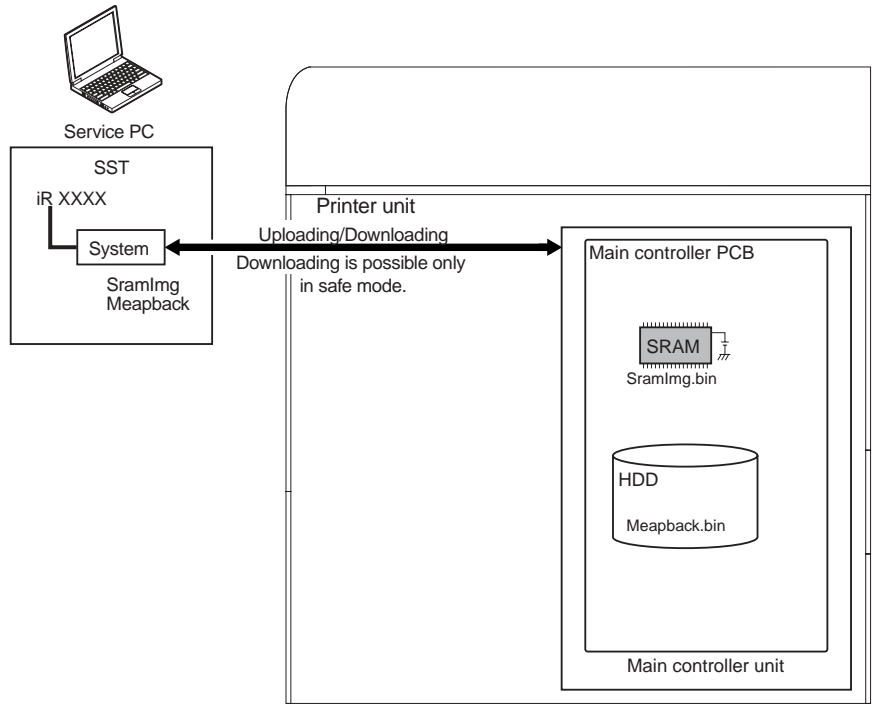 Service PC
SST
iR XXXX
System
SramImg
Meapback
Printer unit
Uploading/Downloading
Downloading is possible only
in safe mode.
Main controller PCB
SRAM
SramImg.bin
HDD
Meapback.bin
Main controller unit